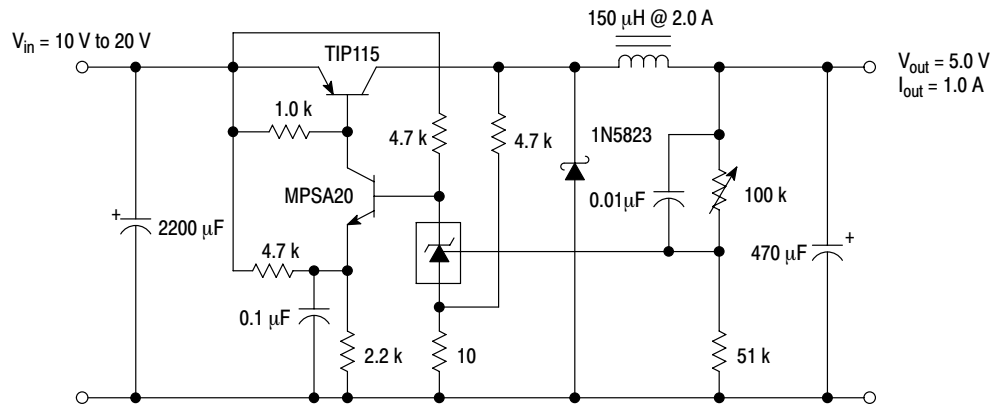 150 μH @ 2.0 A
Vin = 10 V to 20 V
TIP115
Vout = 5.0 V
Iout = 1.0 A
1.0 k
4.7 k
4.7 k
1N5823
MPSA20
0.01μF
100 k
+
2200 μF
4.7 k
470 μF
+
0.1 μF
2.2 k
10
51 k